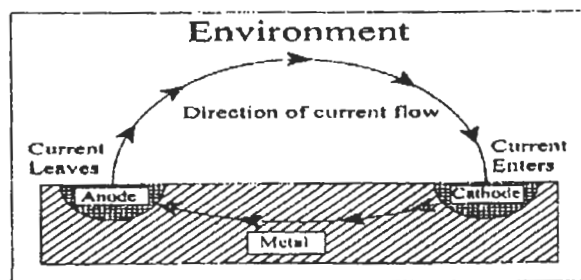 Environment
Direction of current flow
Current
Leaves
Current
Enters
Anode
Cathode
Metal